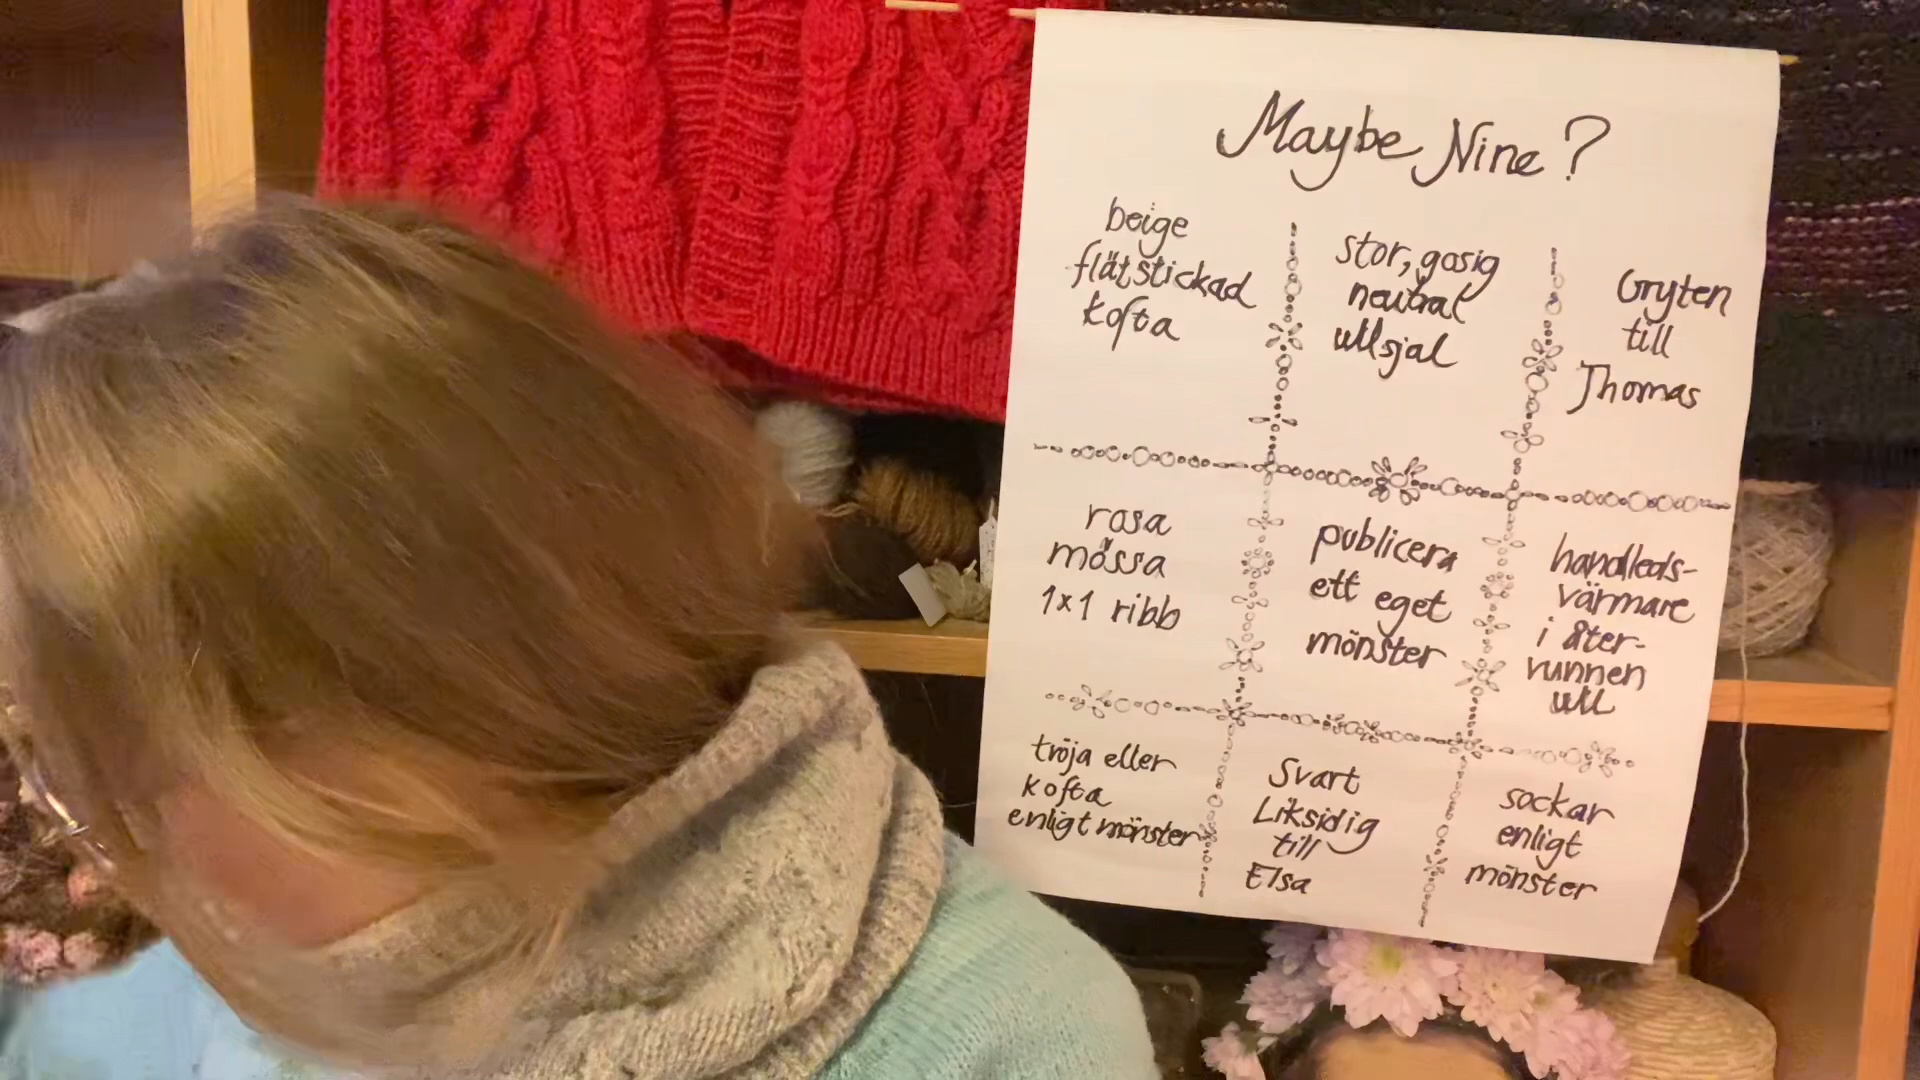 Maybe Nine?
beige
flätstickad
kofta
stor, gosig
neutral
ullsjal
Gryten
till
Thomas
rosa
mössa
1x1 ribb
publicera
ett eget
mönster
handleds-
värmare
i åter-
vunnen
ull
tröja eller
kofta
enligt mönster
Svart
Liksidig
till
Elsa
sockar
enligt
mönster